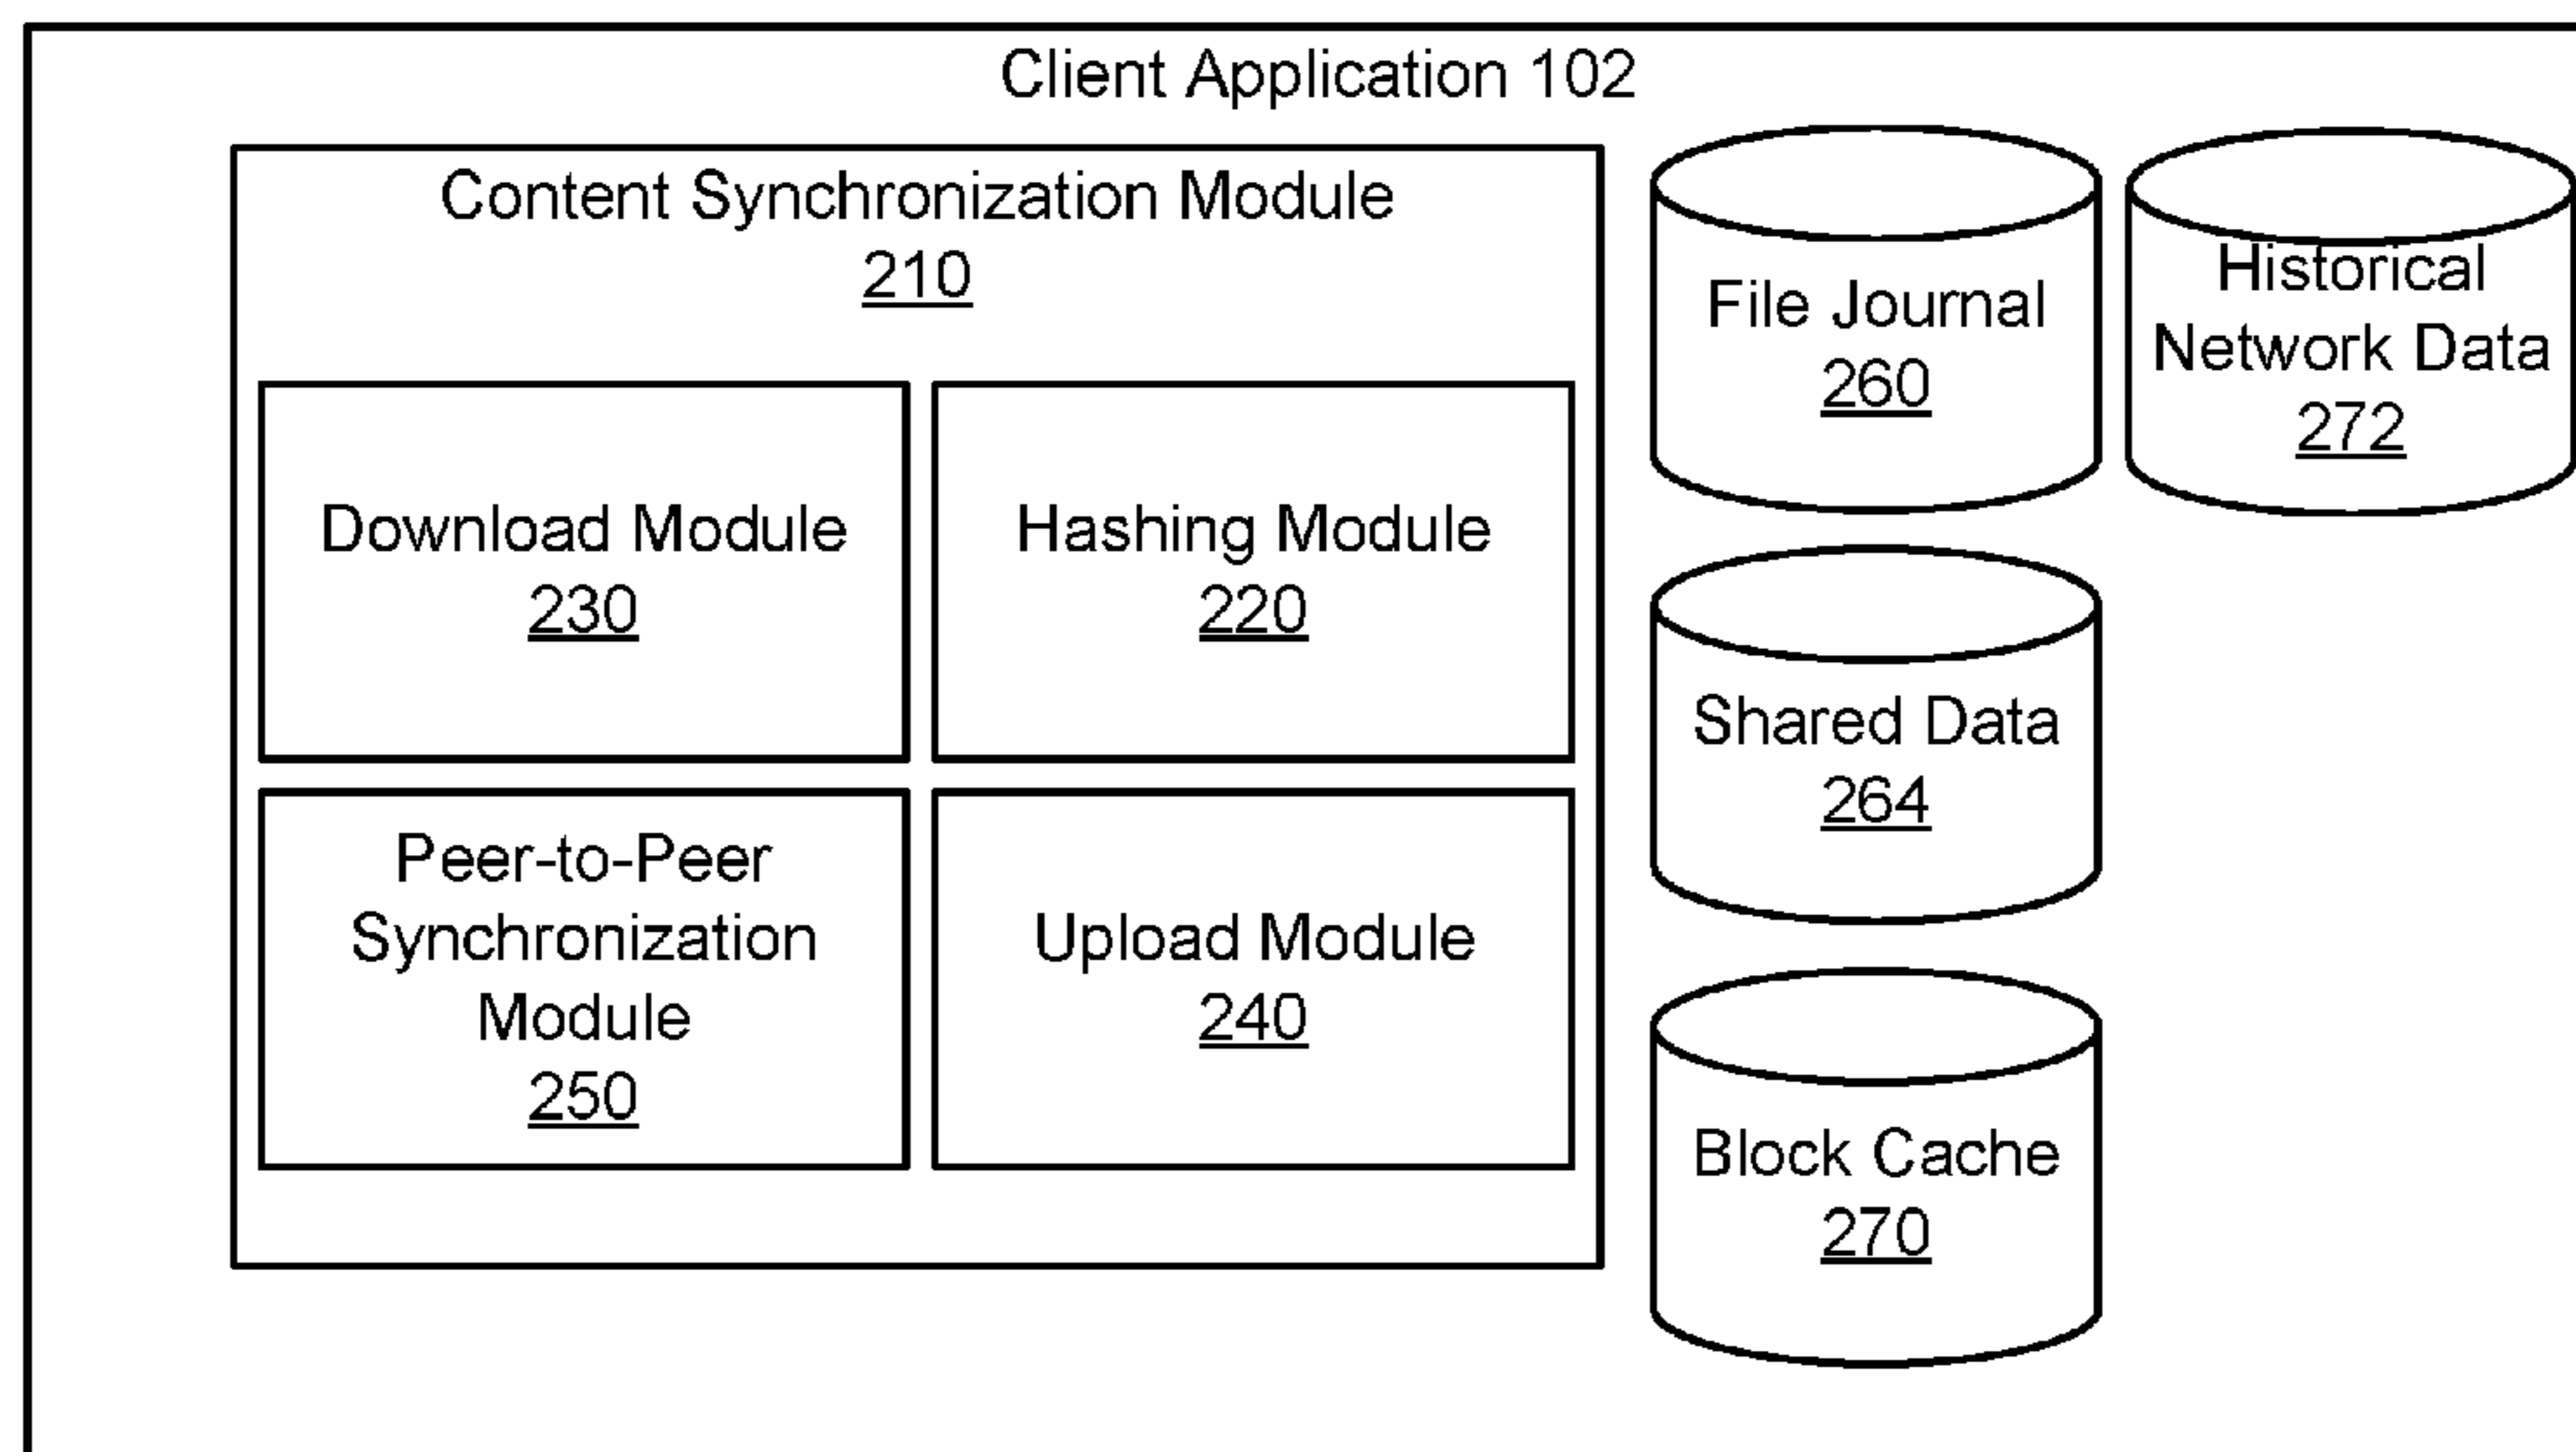 Client Application 102
Content Synchronization Module
210
Download Module
230
Hashing Module
220
Peer-to-Peer
Synchronization
Module
250
Upload Module
240
File Journal
260
Historical
Network Data
272
Shared Data
264
Block Cache
270